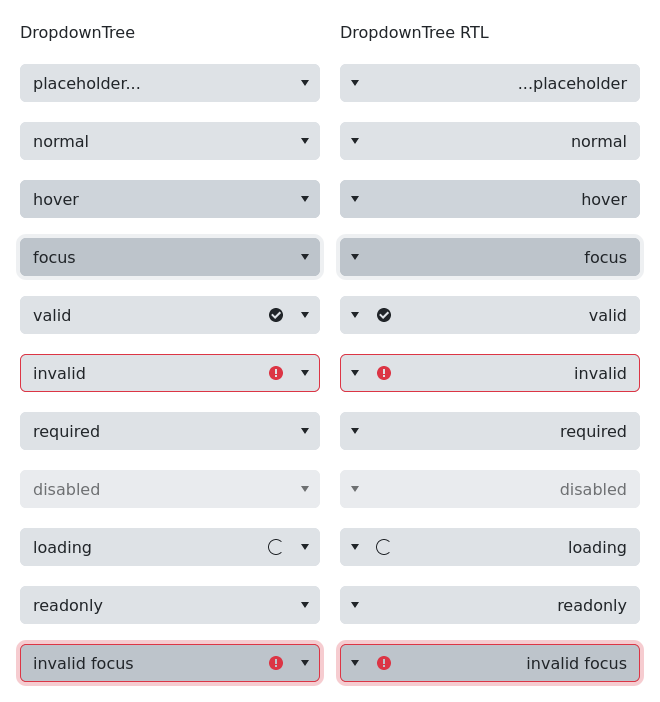 DropdownTree
DropdownTree RTL
placeholder...
...placeholder
normal
normal
hover
hover
focus
focus
valid
valid
invalid
invalid
required
required
disabled
disabled
loading
loading
readonly
readonly
invalid focus
invalid focus